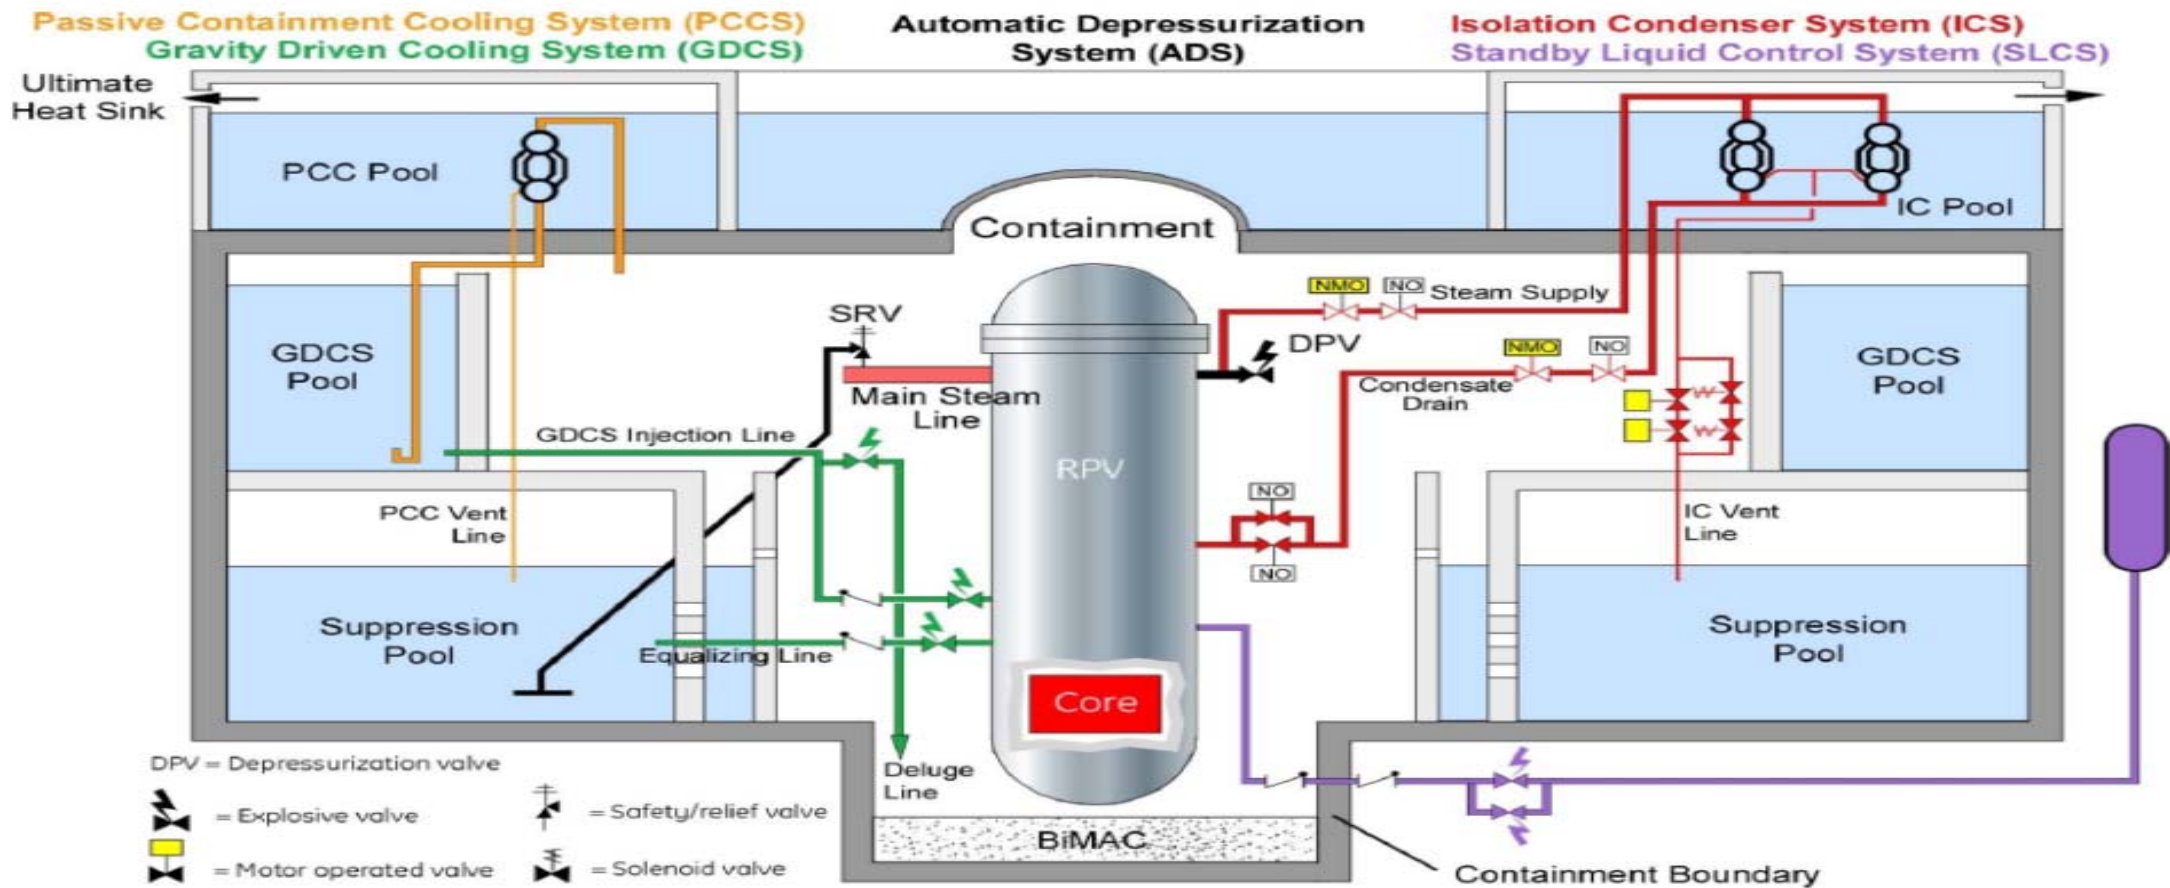 Passive Containment Cooling System (PCCS)
Gravity Driven Cooling System (GDCS)
Automatic Depressurization
System (ADS)
Isolation Condenser System (ICS)
Standby Liquid Control System (SLCS)
Ultimate
Heat Sink
PCC Pool
Containment
IC Pool
NMO
NO
Steam Supply
SRV
DPV
GDCS
Pool
NMO
NO
GDCS
Pool
Main Steam
Line
Condensate
Drain
GDCS Injection Line
RPV
NO
PCC Vent
Line
IC Vent
Line
NO
Suppression
Pool
Equalizing Line
Suppression
Pool
Core
DPV = Depressurization valve
Deluge
Line
= Explosive valve
= Safety/relief valve
BiMAC
= Motor operated valve
= Solenoid valve
Containment Boundary